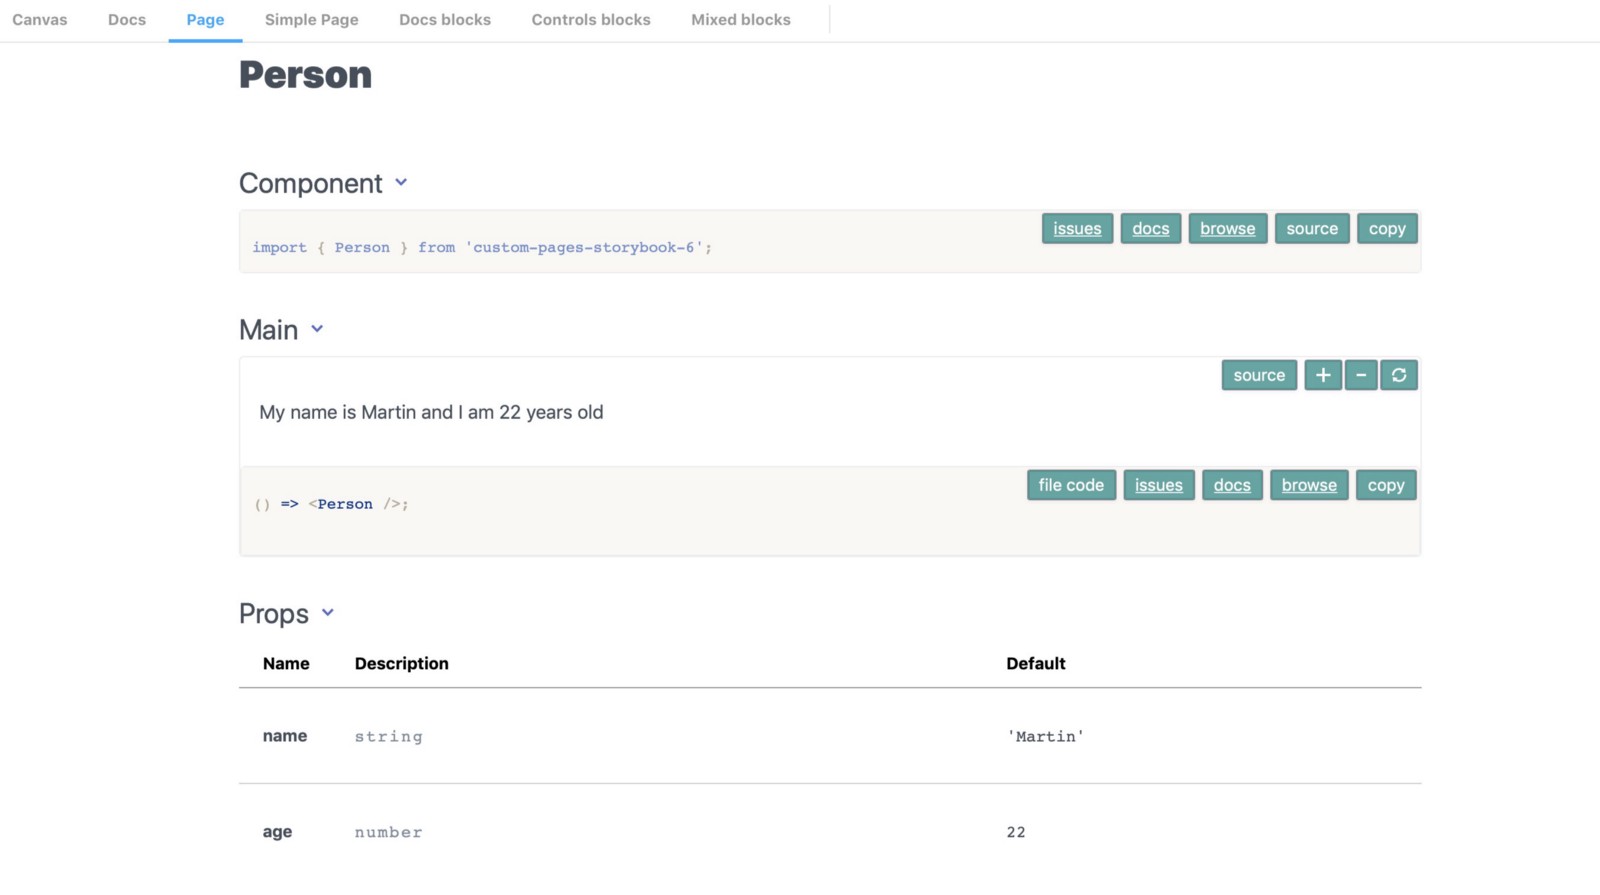 Canvas Docs Page Simple Page Docs blocks Controls blocks Mixed blocks
Person
Component
issues docs browse source copy
import { Person } from 'custom-pages-storybook-6';
Main
source + -
My name is Martin and I am 22 years old
file code issues docs browse copy
() => <Person />;
Props
Name Description Default
name string 'Martin'
age number 22